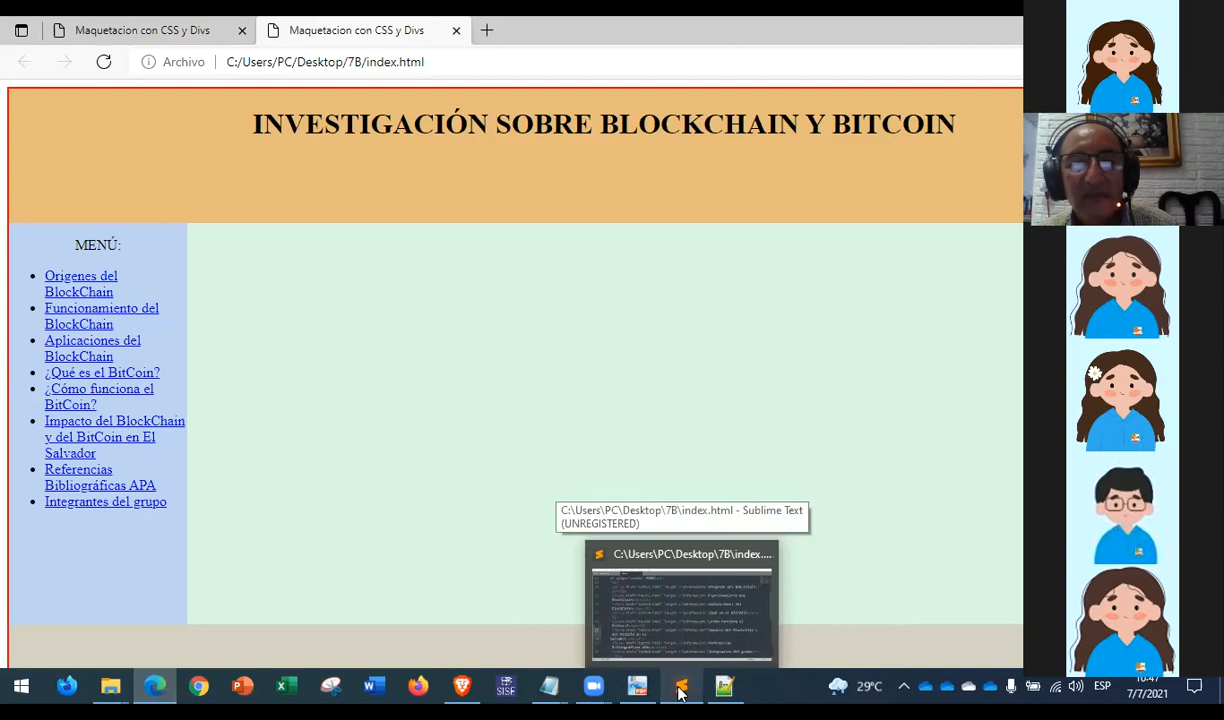 Maquetacion con CSS y Divs
Maquetacion con CSS y Divs
Archivo
C:/Users/PC/Desktop/7B/index.html
INVESTIGACIÓN SOBRE BLOCKCHAIN Y BITCOIN
MENÚ:
Origenes del
BlockChain
Funcionamiento del
BlockChain
Aplicaciones del
BlockChain
¿Qué es el BitCoin?
¿Cómo funciona el
BitCoin?
Impacto del BlockChain
y del BitCoin en El
Salvador
Referencias
Bibliográficas APA
Integrantes del grupo
C:\Users\PC\Desktop\7B\index.html - Sublime Text
(UNREGISTERED)
C:\Users\PC\Desktop\7B\index....
29°C
ESP
10:47
7/7/2021